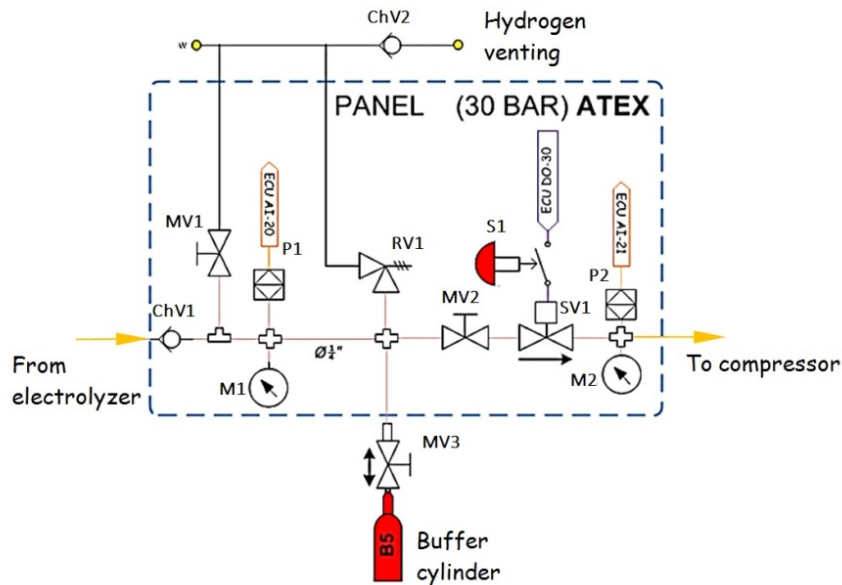 ChV2
Hydrogen
venting
w
PANEL (30 BAR) ATEX
ECU AI-20
ECU DO-30
ECU AI-21
MV1
P1
RV1
S1
MV2
SV1
P2
ChV1
From
electrolyzer
Ø¼"
M1
M2
To compressor
MV3
B5
Buffer
cylinder